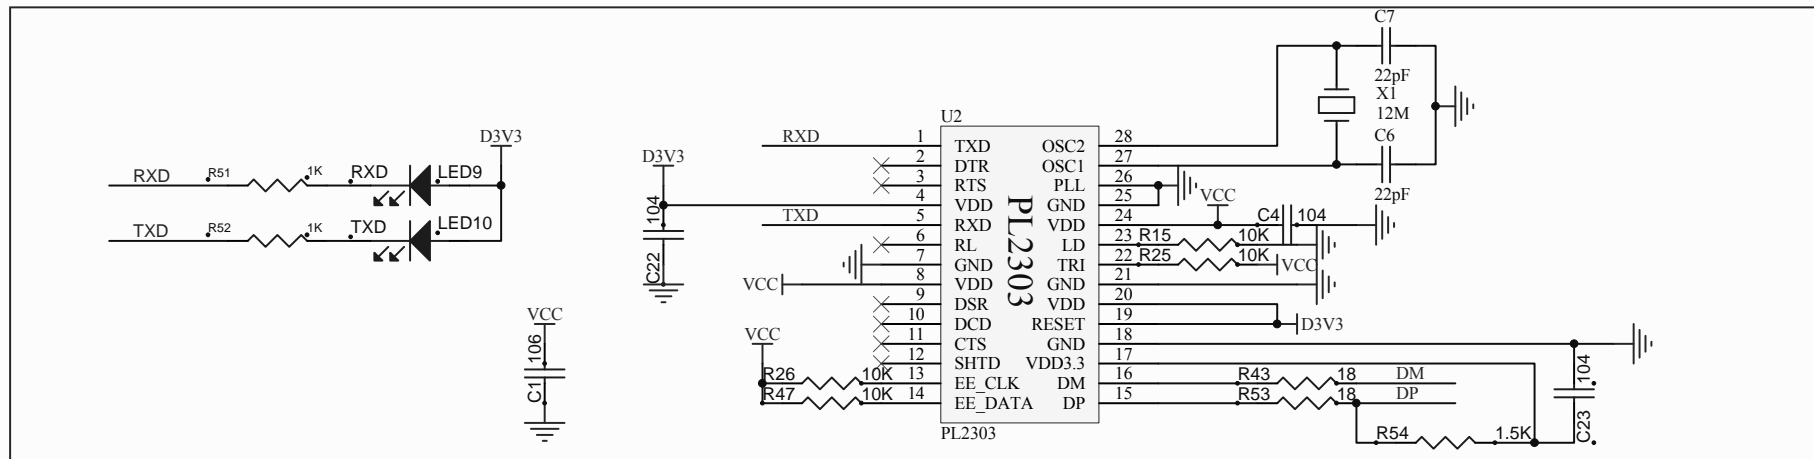 D3V3
RXD R51 1K RXD LED9
TXD R52 1K TXD LED10
VCC
106
C1
D3V3
104
C22
RXD
TXD
VCC
VCC
R26 10K
R47 10K
U2
PL2303
1 TXD OSC2 28
2 DTR OSC1 27
3 RTS PLL 26
4 VDD GND 25
5 RXD VDD 24
6 RL LD 23
7 GND TRI 22
8 VDD GND 21
9 DSR VDD 20
10 DCD RESET 19
11 CTS GND 18
12 SHTD VDD3.3 17
13 EE_CLK DM 16
14 EE_DATA DP 15
PL2303
C7
22pF
X1
12M
C6
22pF
VCC
C4 104
R15 10K
R25 10K VCC
D3V3
R43 18 DM
R53 18 DP
R54 1.5K
104
C23